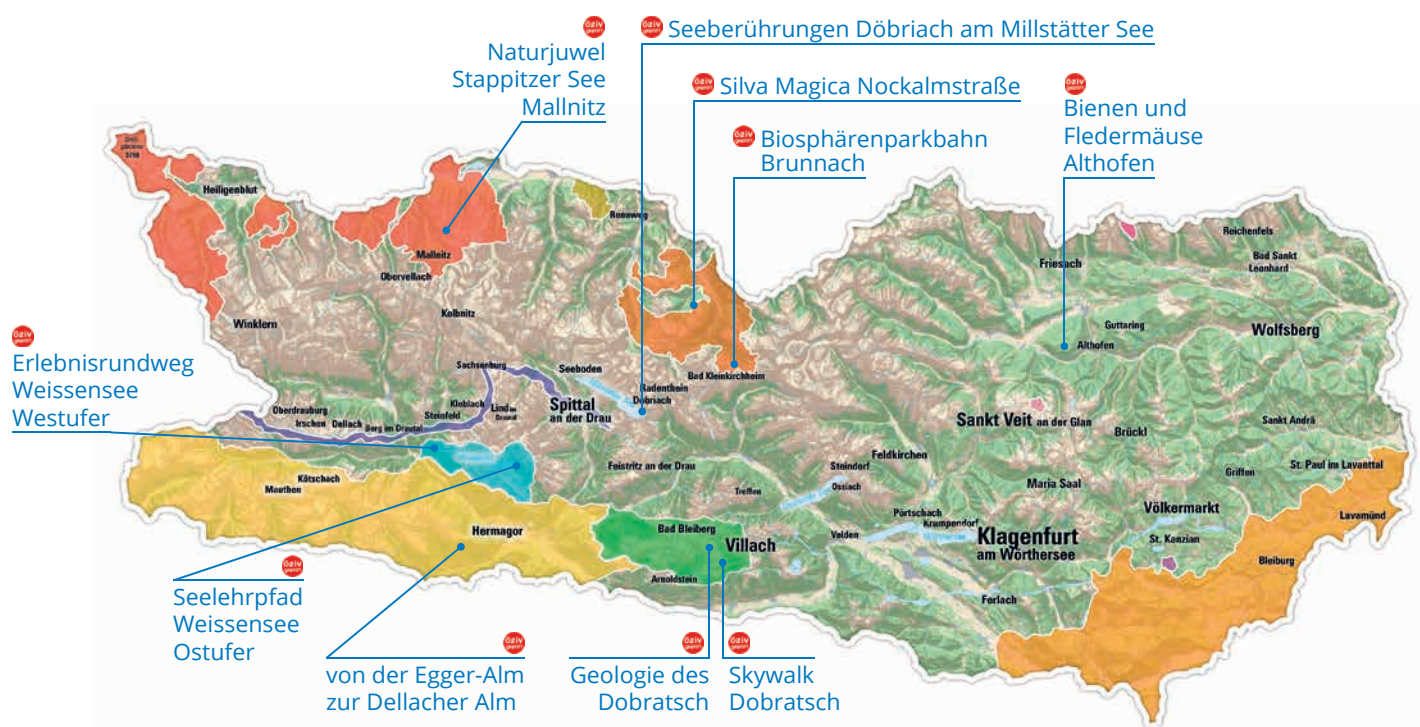 Seeberührungen Döbriach am Millstätter See
Naturjuwel
Stappitzer See
Mallnitz
Silva Magica Nockalmstraße
Biosphärenparkbahn
Brunnach
Bienen und
Fledermäuse
Althofen
Erlebnisrundweg
Weissensee
Westufer
Seelehrpfad
Weissensee
Ostufer
von der Egger-Alm
zur Dellacher Alm
Geologie des
Dobratsch
Skywalk
Dobratsch
öziv
Heiligenblut
Rennweg
Mallnitz
Obervellach
Kolbnitz
Winklern
Reichenfels
Bad Sankt
Leonhard
Friesach
Guttaring
Althofen
Wolfsberg
Sachsenburg
Seeboden
Bad Kleinkirchheim
Radenthein
Döbriach
Spittal
an der Drau
Oberdrauburg
Irschen
Dellach
Berg im Drautal
Steinfeld
Kleblach
Lind im
Drautal
Sankt Veit an der Glan
Brückl
Sankt Andrä
Feldkirchen
Steindorf
Ossiach
Feistritz an der Drau
Treffen
Maria Saal
Griffen
St. Paul im Lavanttal
Kötschach
Mauthen
Hermagor
Bad Bleiberg
Villach
Arnoldstein
Velden
Pörtschach
Krumpendorf
Klagenfurt
am Wörthersee
Völkermarkt
St. Kanzian
Lavamünd
Bleiburg
Ferlach